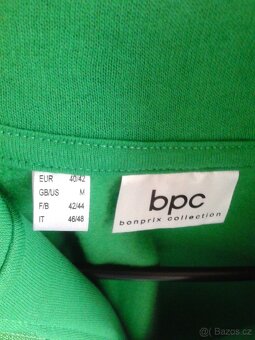 EUR 40/42
GB/US M
F/B 42/44
IT 46/48
bpc
bonprix collection
© Bazos.cz